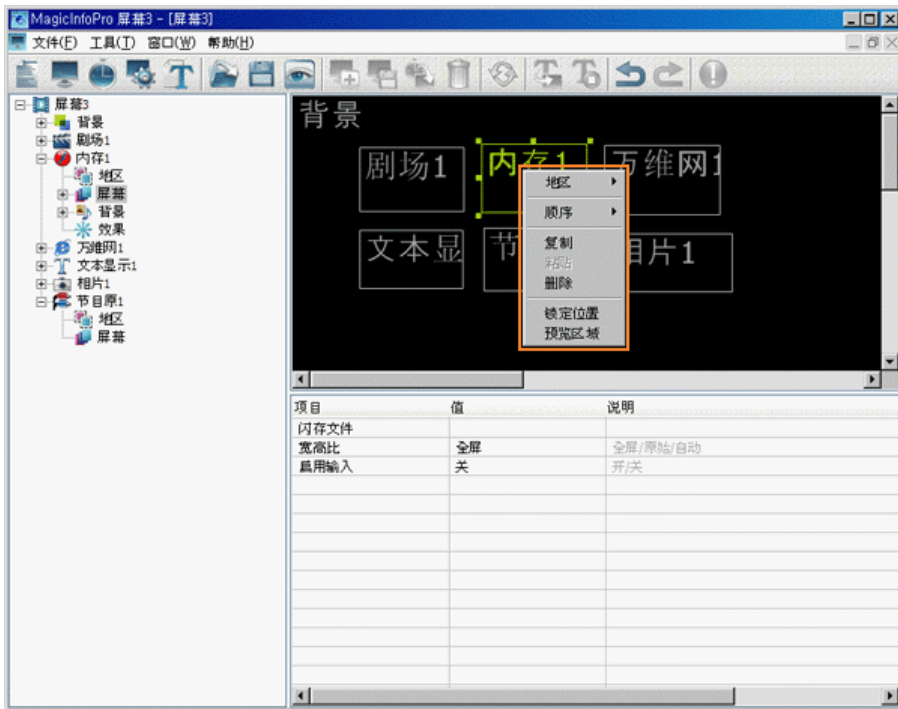 MagicInfoPro 屏幕3 - [屏幕3]
文件(F) 工具(T) 窗口(W) 帮助(H)
屏幕3
背景
剧场1
内存1
地区
屏幕
背景
效果
万维网1
文本显示1
相片1
节目原1
地区
屏幕
背景
剧场1 内存1 万维网1
文本显 节 相片1
地区
顺序
复制
粘贴
删除
锁定位置
预览区域
项目 值 说明
闪存文件
宽高比 全屏 全屏/原始/自动
启用输入 关 开/关